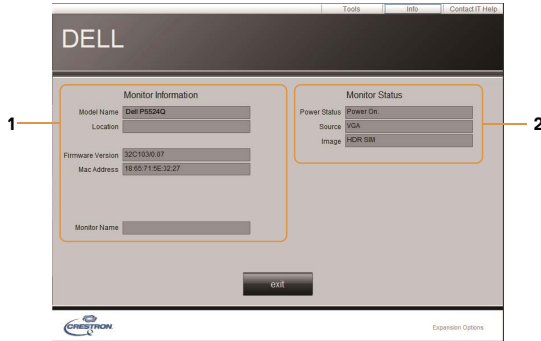 Tools Info Contact IT Help
DELL
Monitor Information
Model Name Dell P5524Q
Location
Firmware Version 32C103/0.07
Mac Address 18:65:71:5E:32:27
Monitor Name
1
Monitor Status
Power Status Power On.
Source VGA
Image HDR SIM
2
exit
CRESTRON
Expansion Options